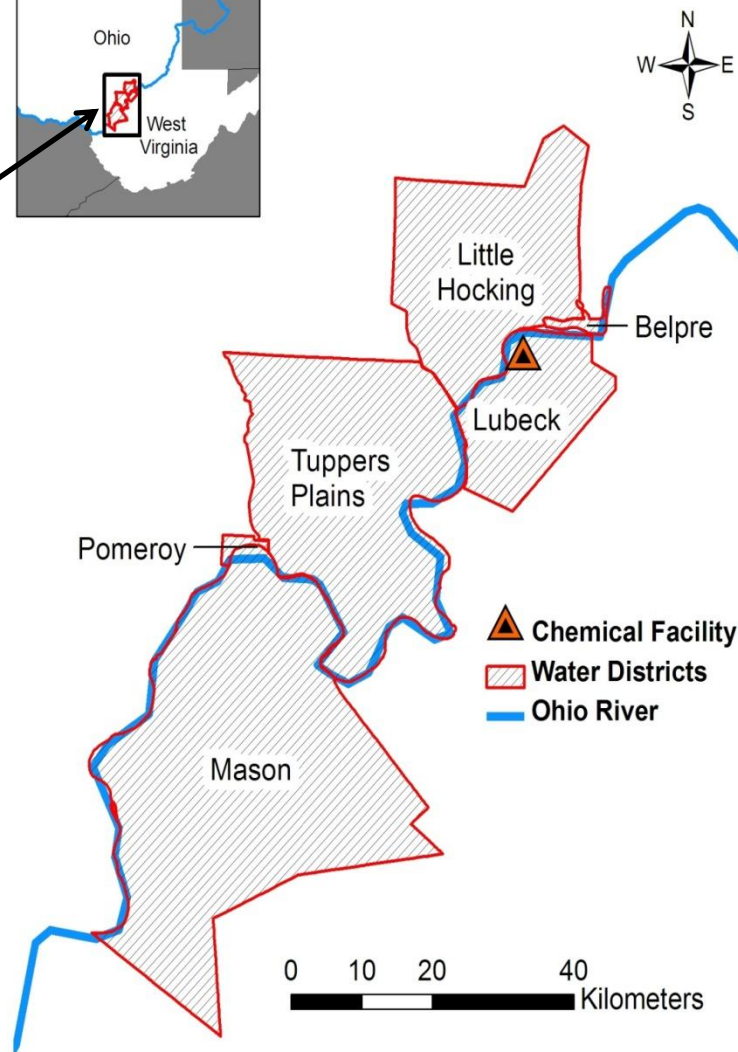 Ohio
West
Virginia
N
W E
S
Little
Hocking
Belpre
Lubeck
Tuppers
Plains
Pomeroy
Chemical Facility
Water Districts
Ohio River
Mason
0 10 20 40
Kilometers